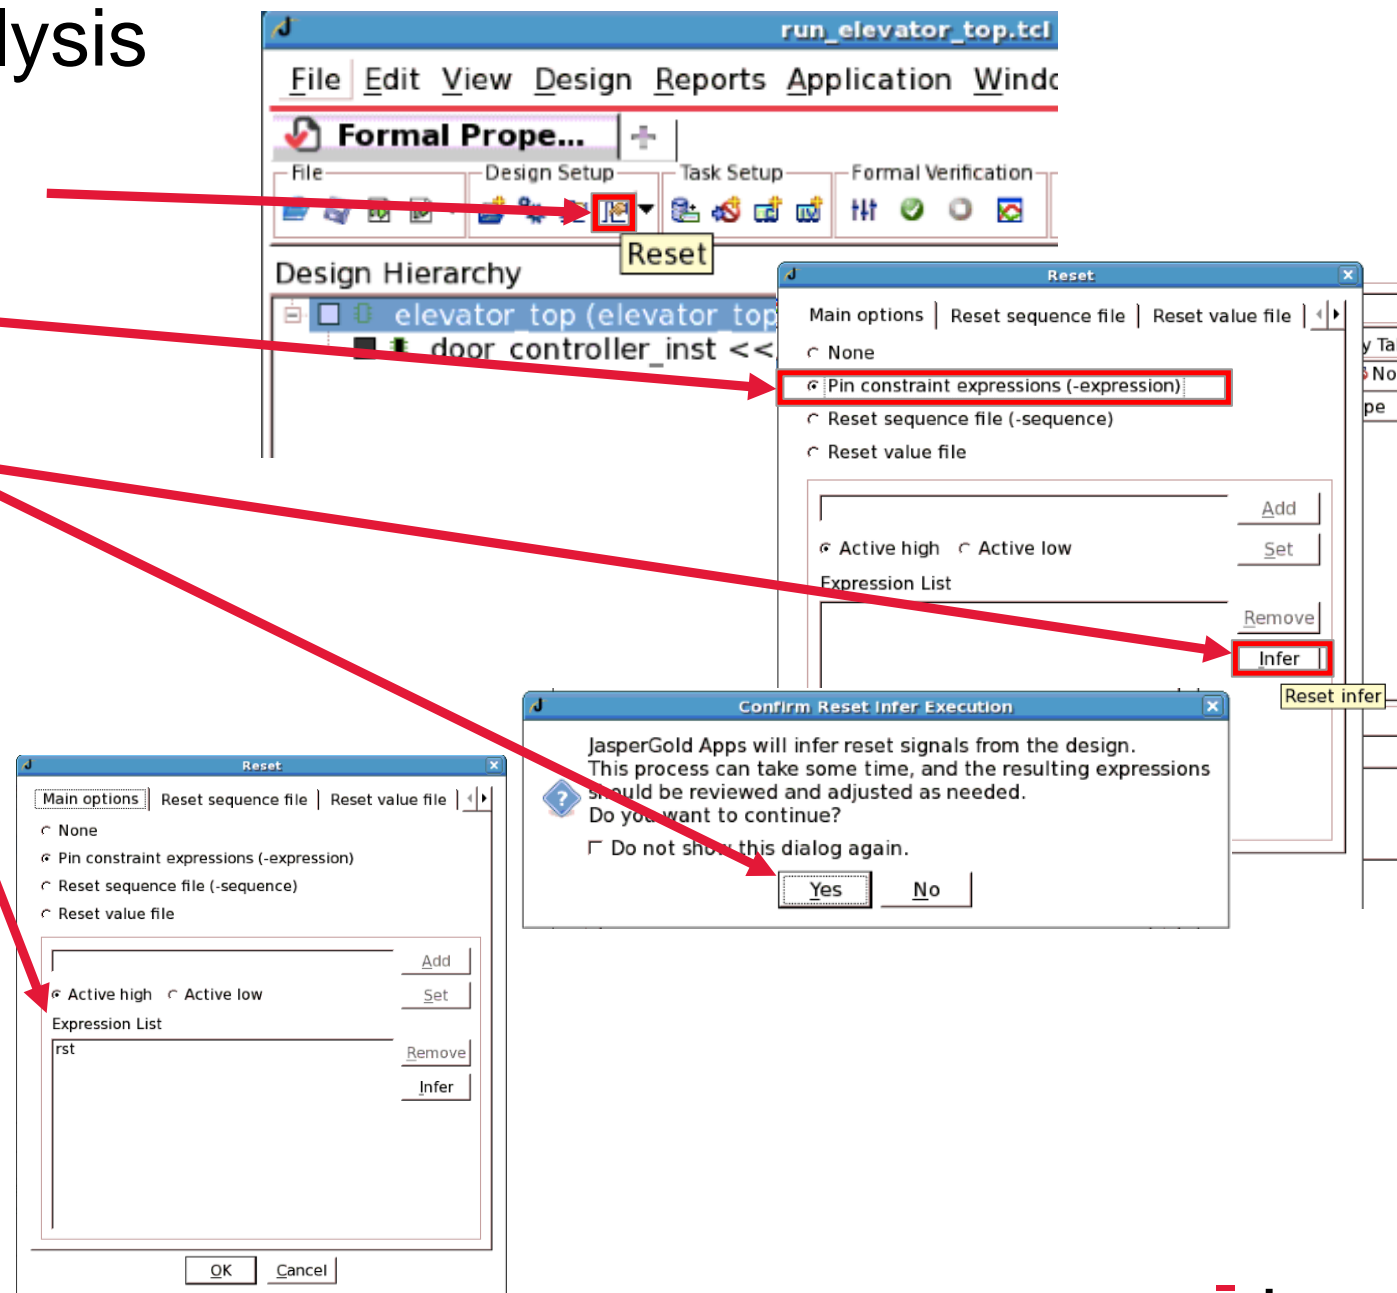 lysis
run_elevator_top.tcl
File Edit View Design Reports Application Windo
Formal Prope...
File Design Setup Task Setup Formal Verification
Reset
Design Hierarchy
elevator_top (elevator_top
door_controller_inst <<
Reset
Main options Reset sequence file Reset value file
None
Pin constraint expressions (-expression)
Reset sequence file (-sequence)
Reset value file
Add
Active high Active low
Set
Expression List
Remove
Infer
Reset infer
y Ta
No
pe
Confirm Reset Infer Execution
JasperGold Apps will infer reset signals from the design.
This process can take some time, and the resulting expressions
should be reviewed and adjusted as needed.
Do you want to continue?
Do not show this dialog again.
Yes No
Reset
Main options Reset sequence file Reset value file
None
Pin constraint expressions (-expression)
Reset sequence file (-sequence)
Reset value file
Add
Active high Active low
Set
Expression List
rst
Remove
Infer
OK Cancel